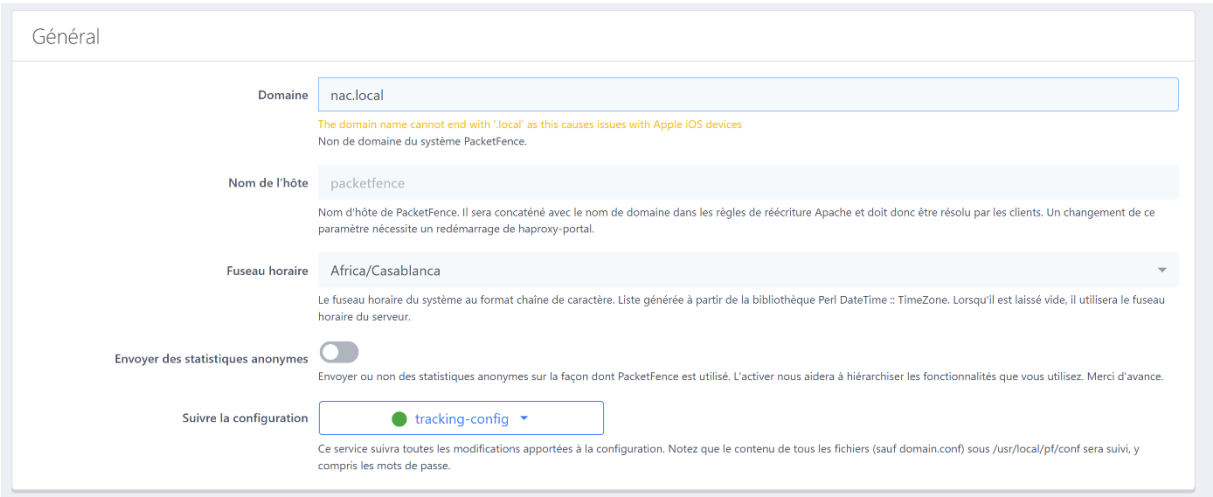 Général
Domaine
nac.local
The domain name cannot end with '.local' as this causes issues with Apple iOS devices
Non de domaine du système PacketFence.
Nom de l'hôte
packetfence
Nom d'hôte de PacketFence. Il sera concaténé avec le nom de domaine dans les règles de réécriture Apache et doit donc être résolu par les clients. Un changement de ce
paramètre nécessite un redémarrage de haproxy-portal.
Fuseau horaire
Africa/Casablanca
Le fuseau horaire du système au format chaîne de caractère. Liste générée à partir de la bibliothèque Perl DateTime :: TimeZone. Lorsqu'il est laissé vide, il utilisera le fuseau
horaire du serveur.
Envoyer des statistiques anonymes
Envoyer ou non des statistiques anonymes sur la façon dont PacketFence est utilisé. L'activer nous aidera à hiérarchiser les fonctionnalités que vous utilisez. Merci d'avance.
Suivre la configuration
tracking-config
Ce service suivra toutes les modifications apportées à la configuration. Notez que le contenu de tous les fichiers (sauf domain.conf) sous /usr/local/pf/conf sera suivi, y
compris les mots de passe.